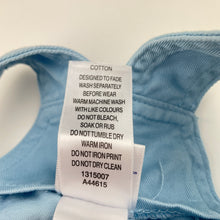 COTTON
DESIGNED TO FADE
WASH SEPARATELY
BEFORE WEAR
WARM MACHINE WASH
WITH LIKE COLOURS
DO NOT BLEACH,
SOAK OR RUB
DO NOT TUMBLE DRY
WARM IRON
DO NOT IRON PRINT
DO NOT DRY CLEAN
1315007
A44615